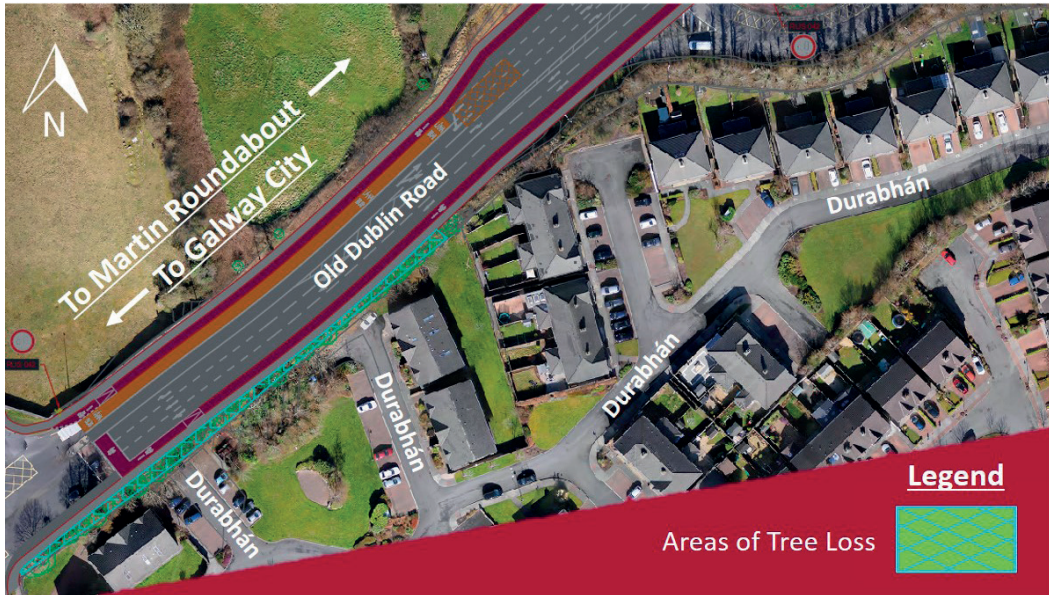 N
To Martin Roundabout
To Galway City
Old Dublin Road
Durabhán
Durabhán
Durabhán
Durabhán
Legend
Areas of Tree Loss